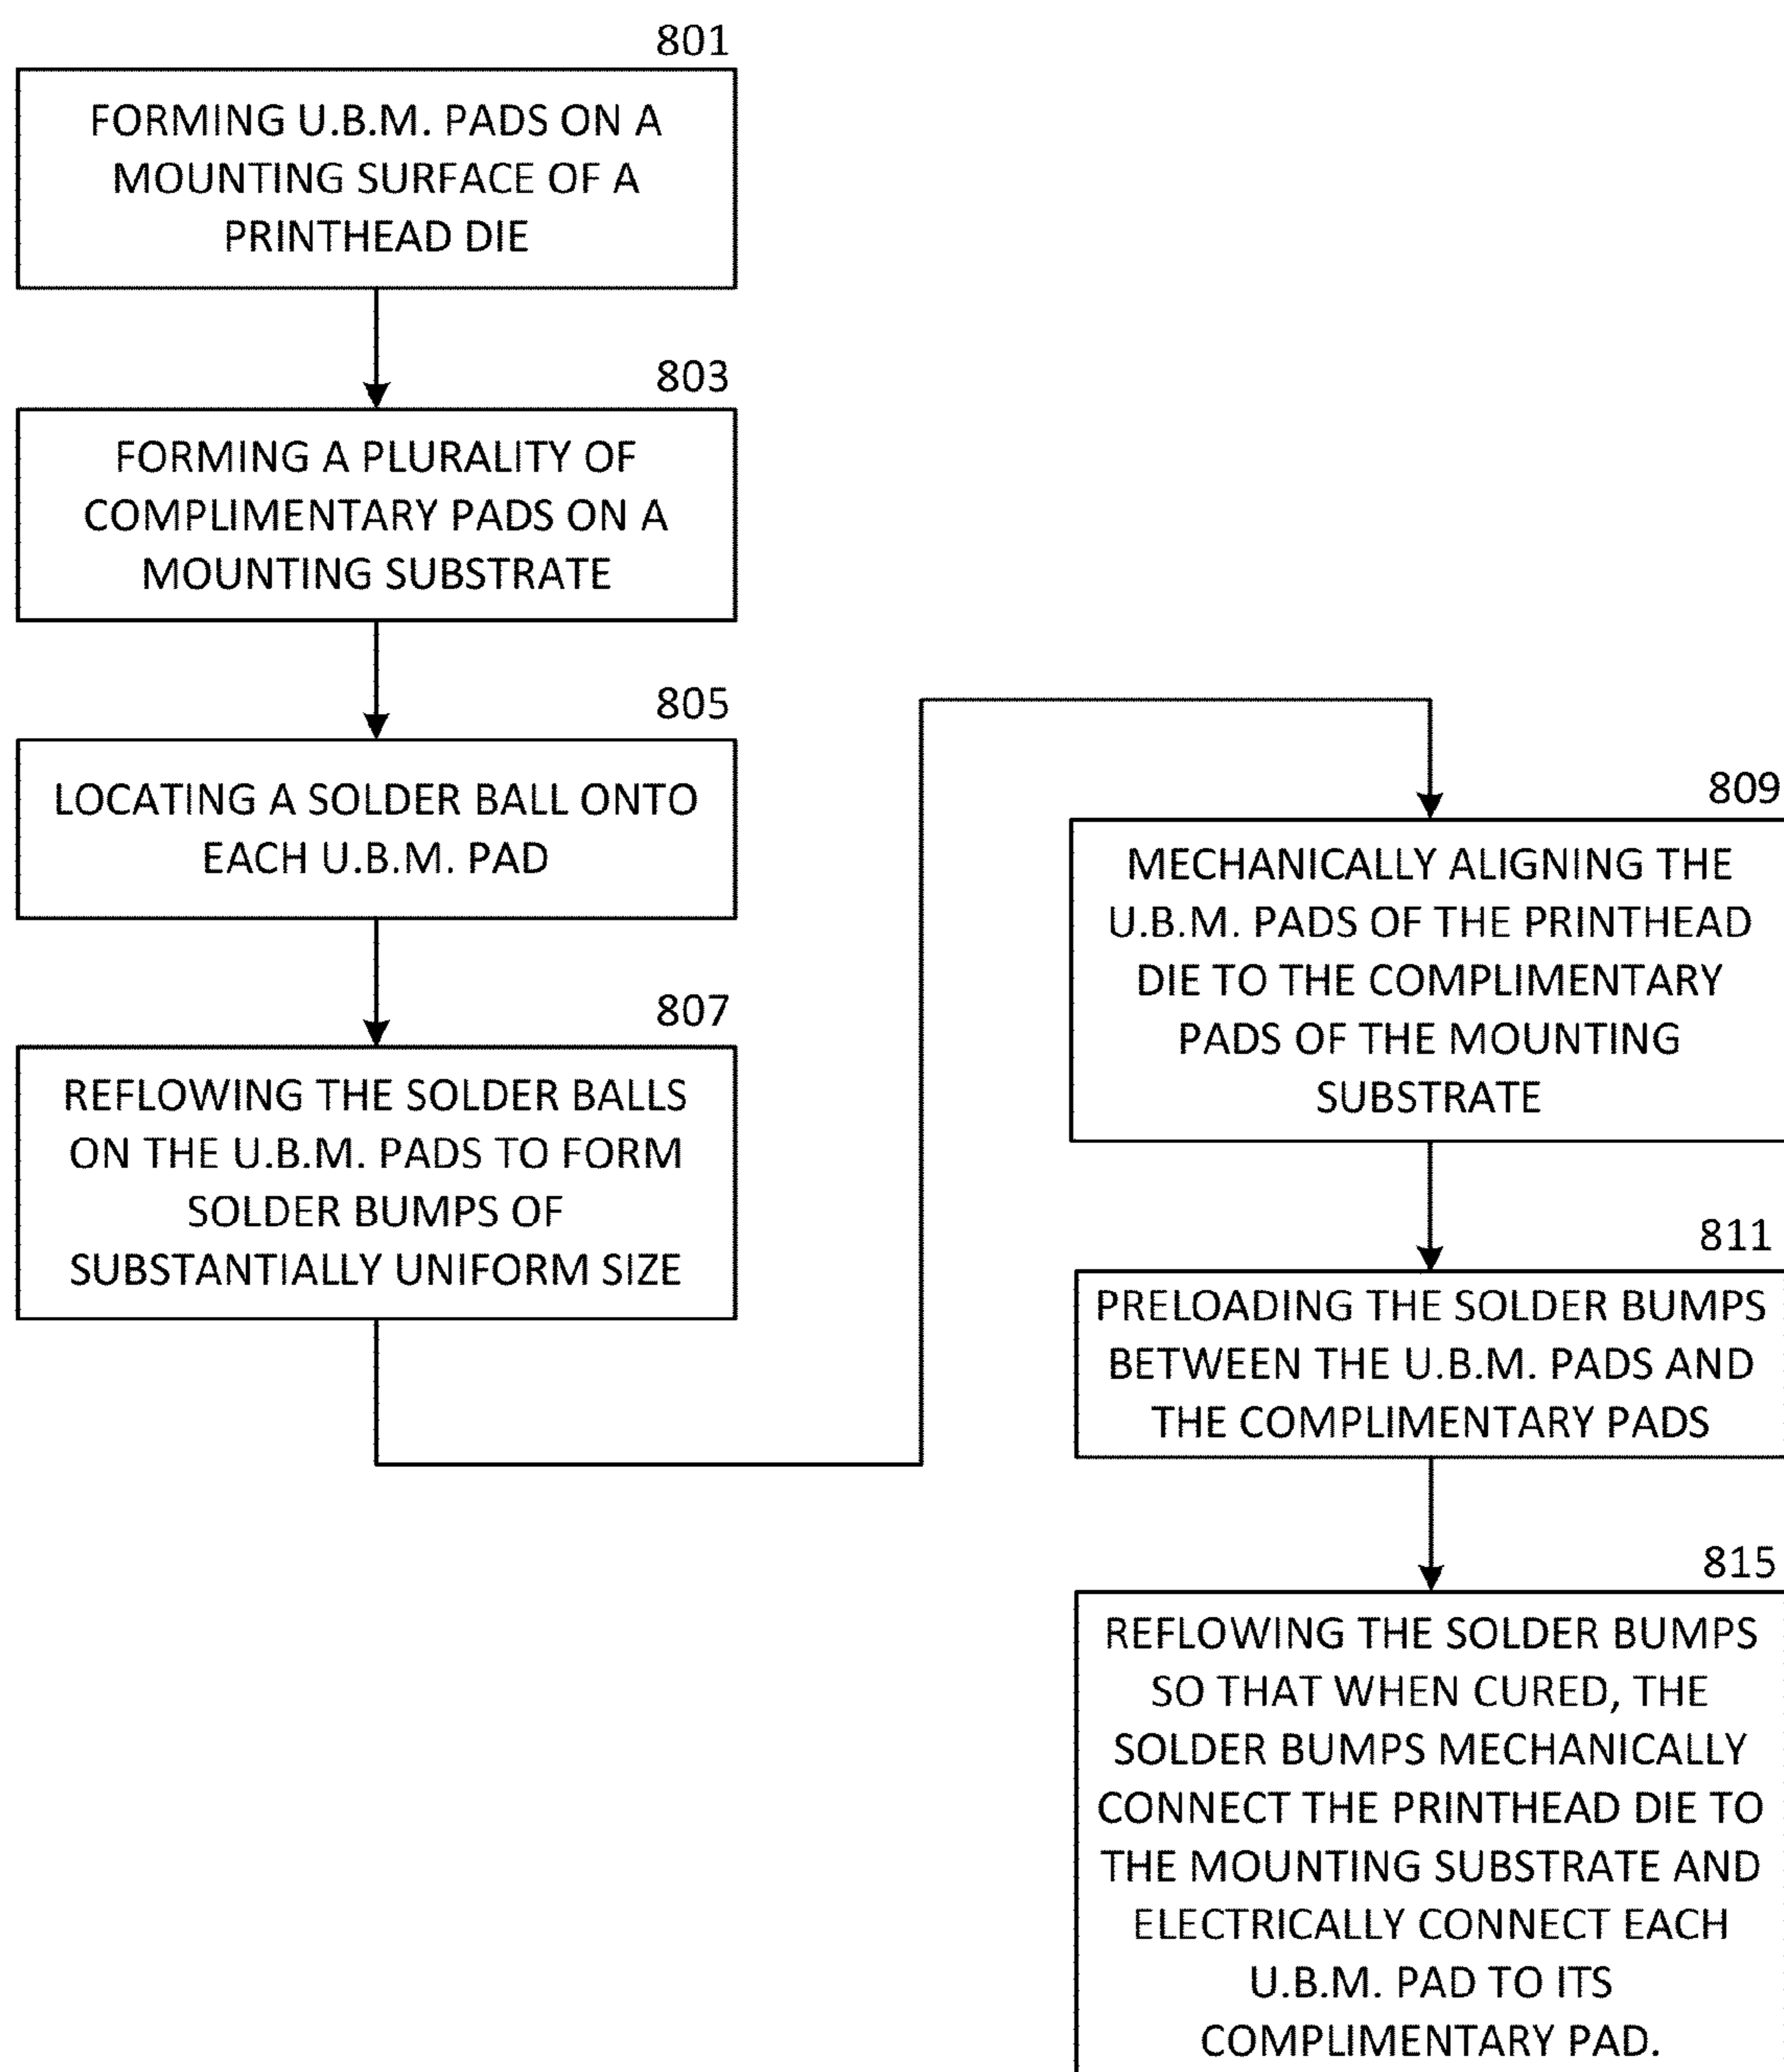 801
FORMING U.B.M. PADS ON A
MOUNTING SURFACE OF A
PRINTHEAD DIE
803
FORMING A PLURALITY OF
COMPLIMENTARY PADS ON A
MOUNTING SUBSTRATE
805
LOCATING A SOLDER BALL ONTO
EACH U.B.M. PAD
807
REFLOWING THE SOLDER BALLS
ON THE U.B.M. PADS TO FORM
SOLDER BUMPS OF
SUBSTANTIALLY UNIFORM SIZE
809
MECHANICALLY ALIGNING THE
U.B.M. PADS OF THE PRINTHEAD
DIE TO THE COMPLIMENTARY
PADS OF THE MOUNTING
SUBSTRATE
811
PRELOADING THE SOLDER BUMPS
BETWEEN THE U.B.M. PADS AND
THE COMPLIMENTARY PADS
815
REFLOWING THE SOLDER BUMPS
SO THAT WHEN CURED, THE
SOLDER BUMPS MECHANICALLY
CONNECT THE PRINTHEAD DIE TO
THE MOUNTING SUBSTRATE AND
ELECTRICALLY CONNECT EACH
U.B.M. PAD TO ITS
COMPLIMENTARY PAD.